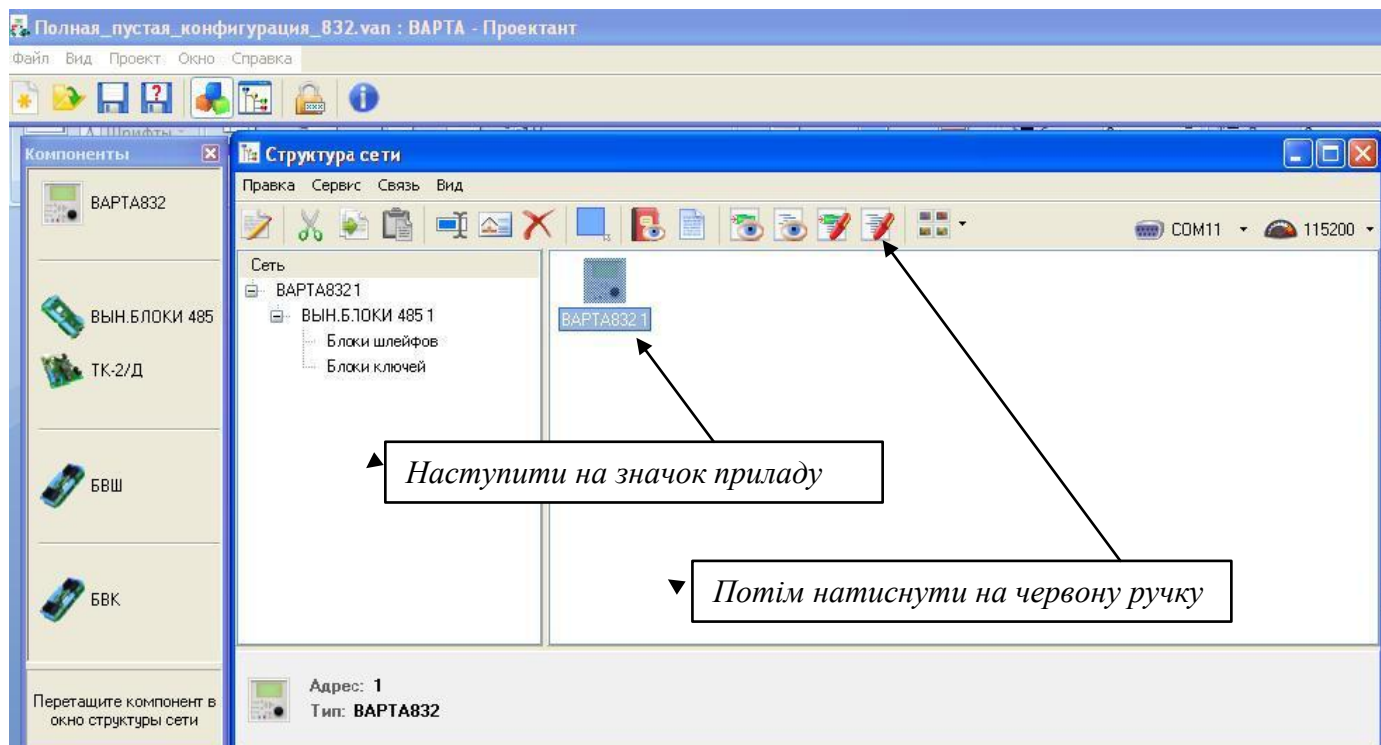 Полная_пустая_конфигурация_832.van : ВАРТА - Проектант
Файл Вид Проект Окно Справка
Шрифты
Компоненты
Структура сети
Правка Сервис Связь Вид
ВАРТА832
COM11 115200
Сеть
ВАРТА832 1
ВЫН.БЛОКИ 485 1
Блоки шлейфов
Блоки ключей
ВАРТА832 1
ВЫН.БЛОКИ 485
ТК-2/Д
БВШ
БВК
Наступити на значок приладу
Потім натиснути на червону ручку
Перетащите компонент в
окно структуры сети
Адрес: 1
Тип: ВАРТА832